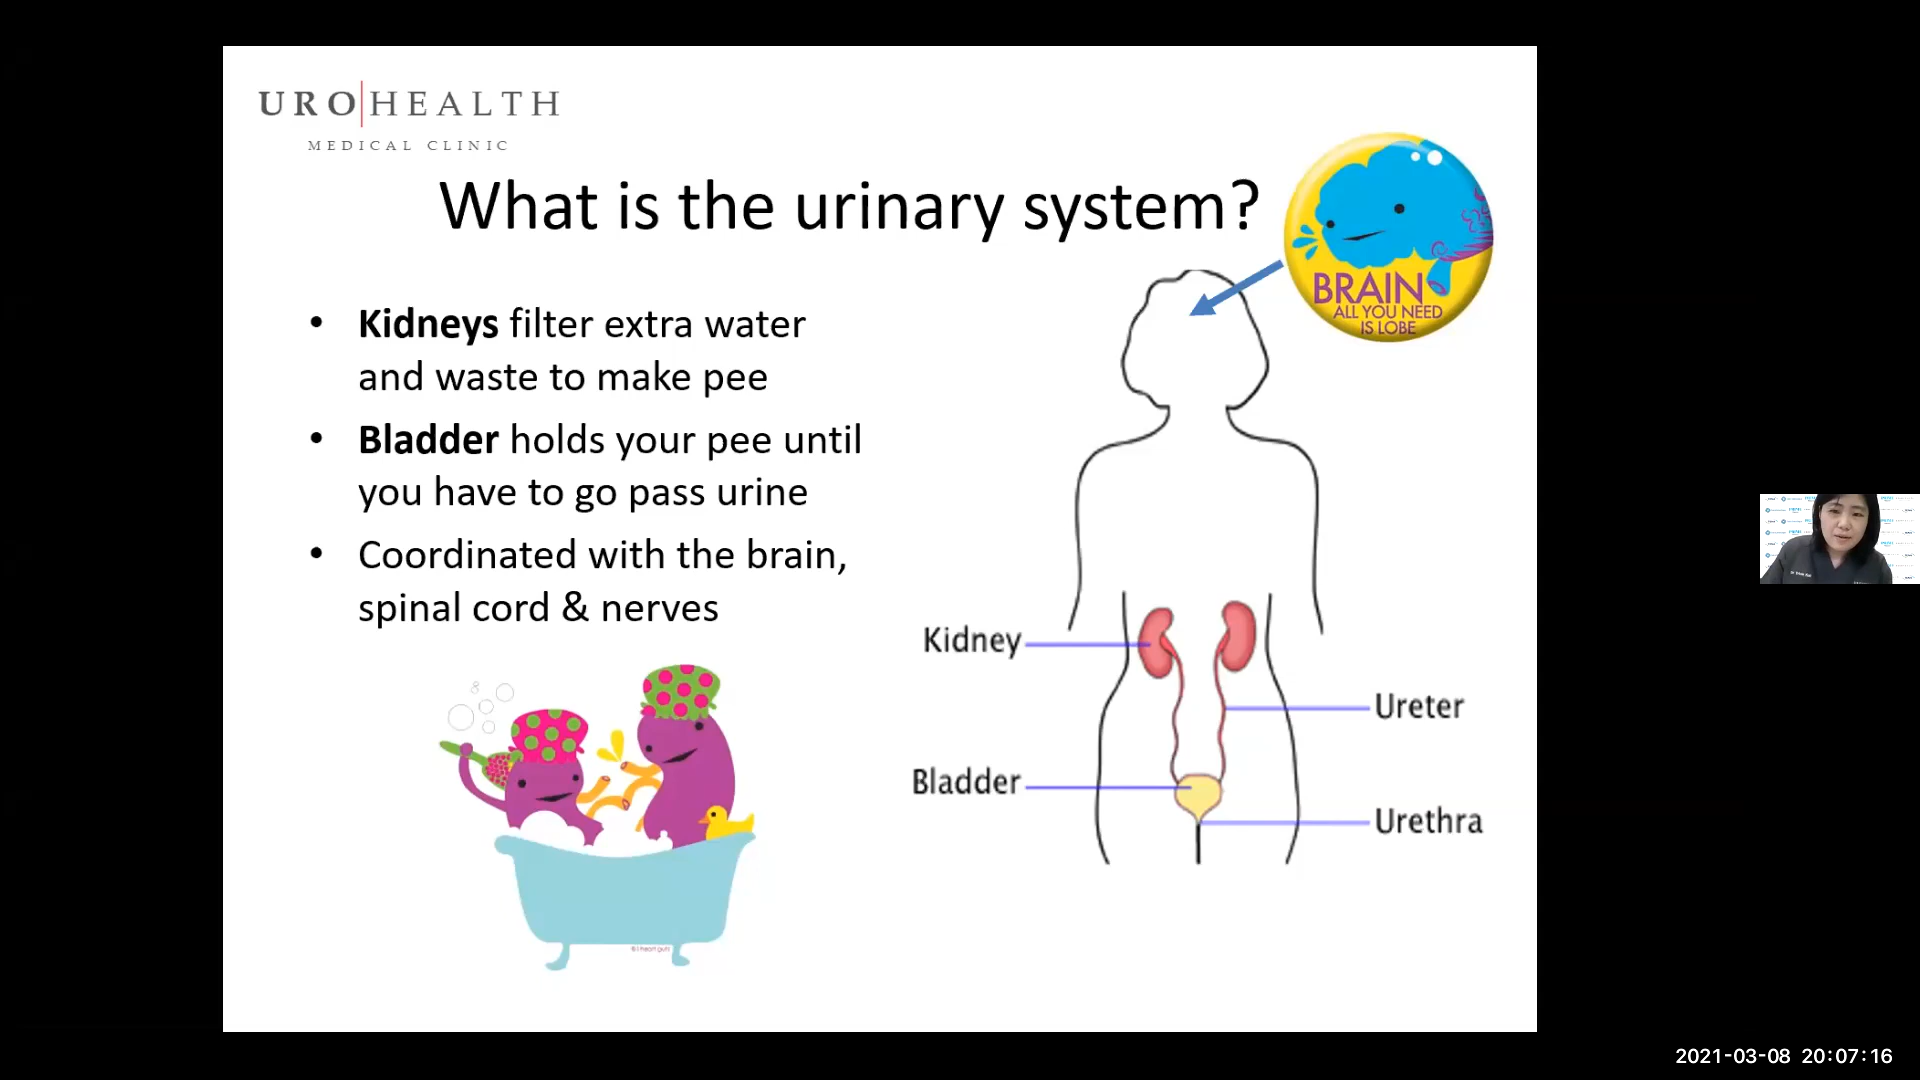 URO|HEALTH
MEDICAL CLINIC
What is the urinary system?
BRAIN
ALL YOU NEED
IS LOBE
• Kidneys filter extra water
and waste to make pee
• Bladder holds your pee until
you have to go pass urine
• Coordinated with the brain,
spinal cord & nerves
Kidney
Ureter
Bladder
Urethra
© I heart guts
2021-03-08 20:07:16